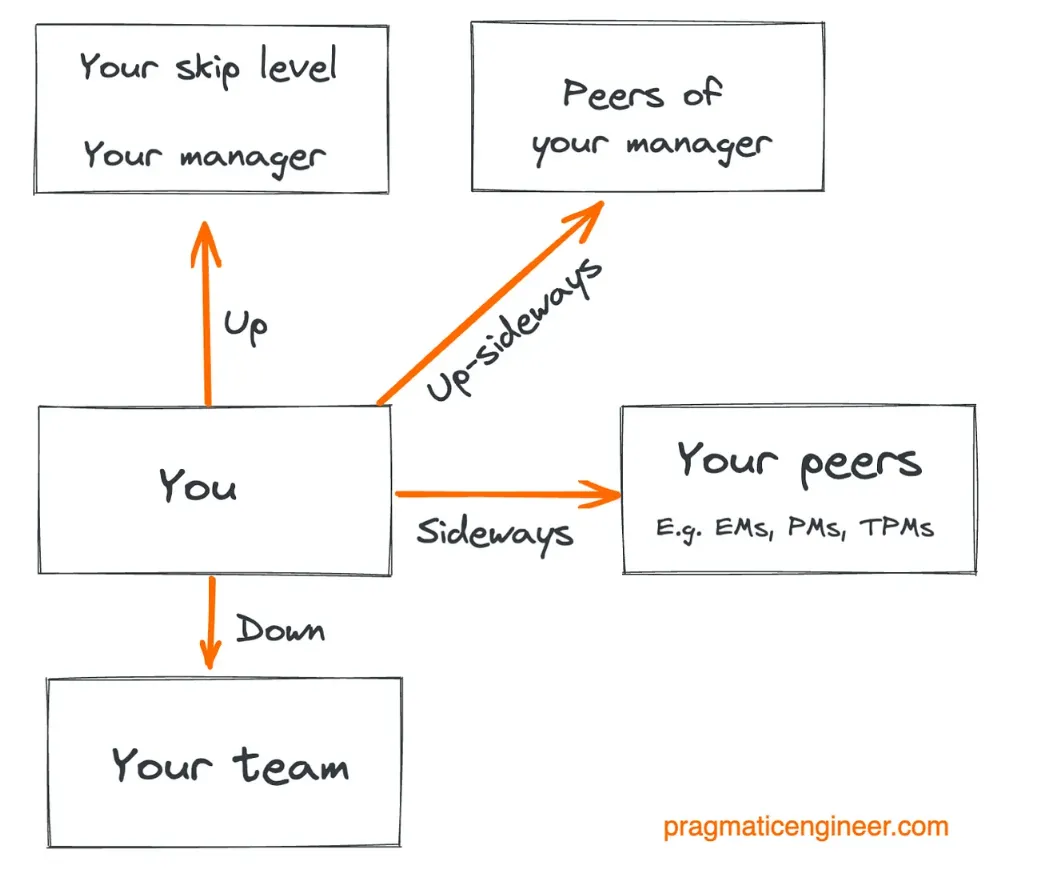 Your skip level
Your manager
Peers of
your manager
Up
Up-sideways
You
Sideways
Your peers
E.g. EMs, PMs, TPMs
Down
Your team
pragmaticengineer.com